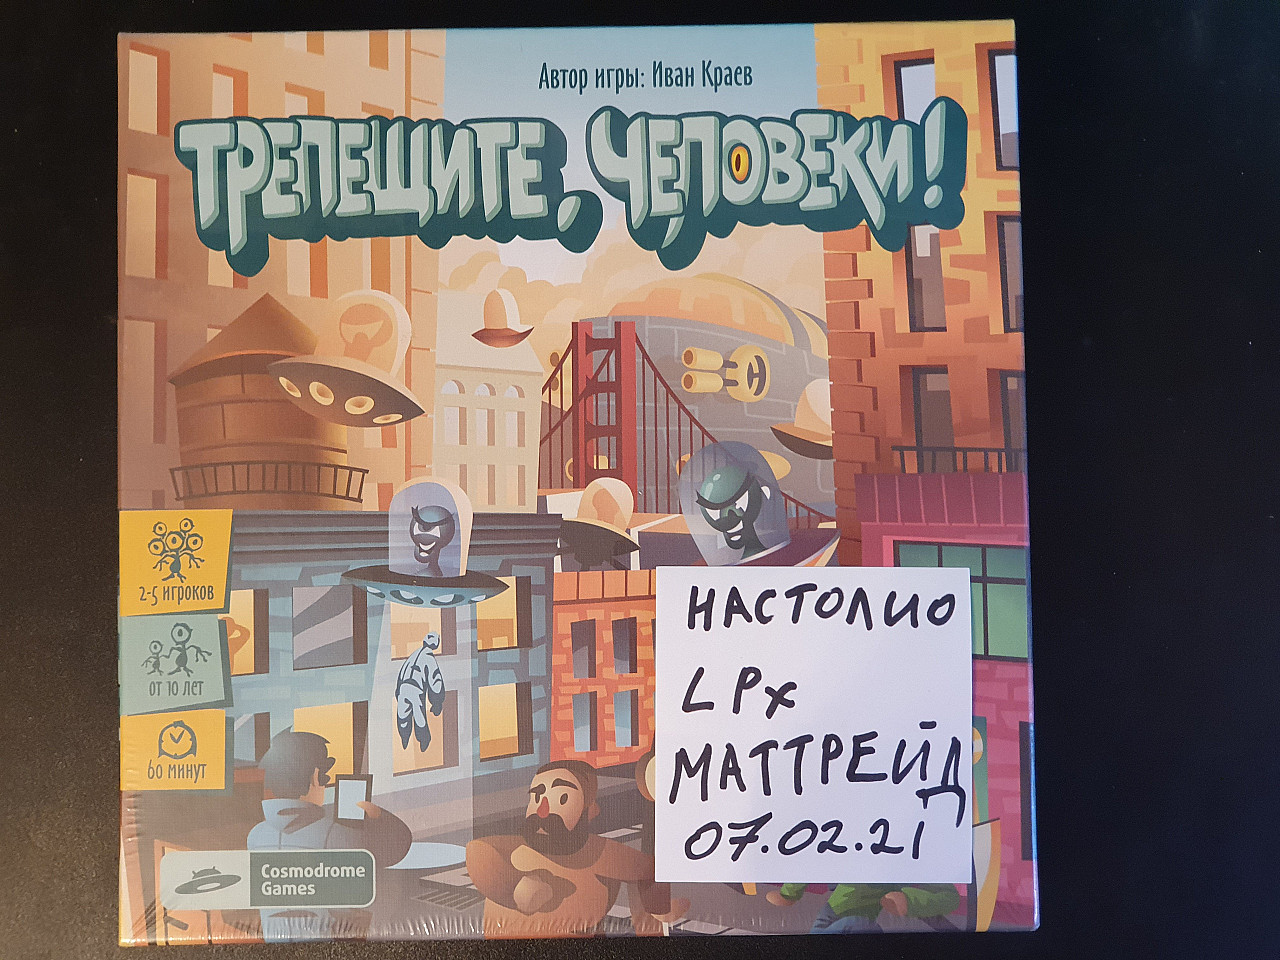 Автор игры: Иван Краев
ТРЕПЕЩИТЕ, ЧЕЛОВЕКИ!
2-5 игроков
от 10 лет
60 минут
Cosmodrome
Games
НАСТОЛИО
LPx
МАТТРЕЙД
07.02.21